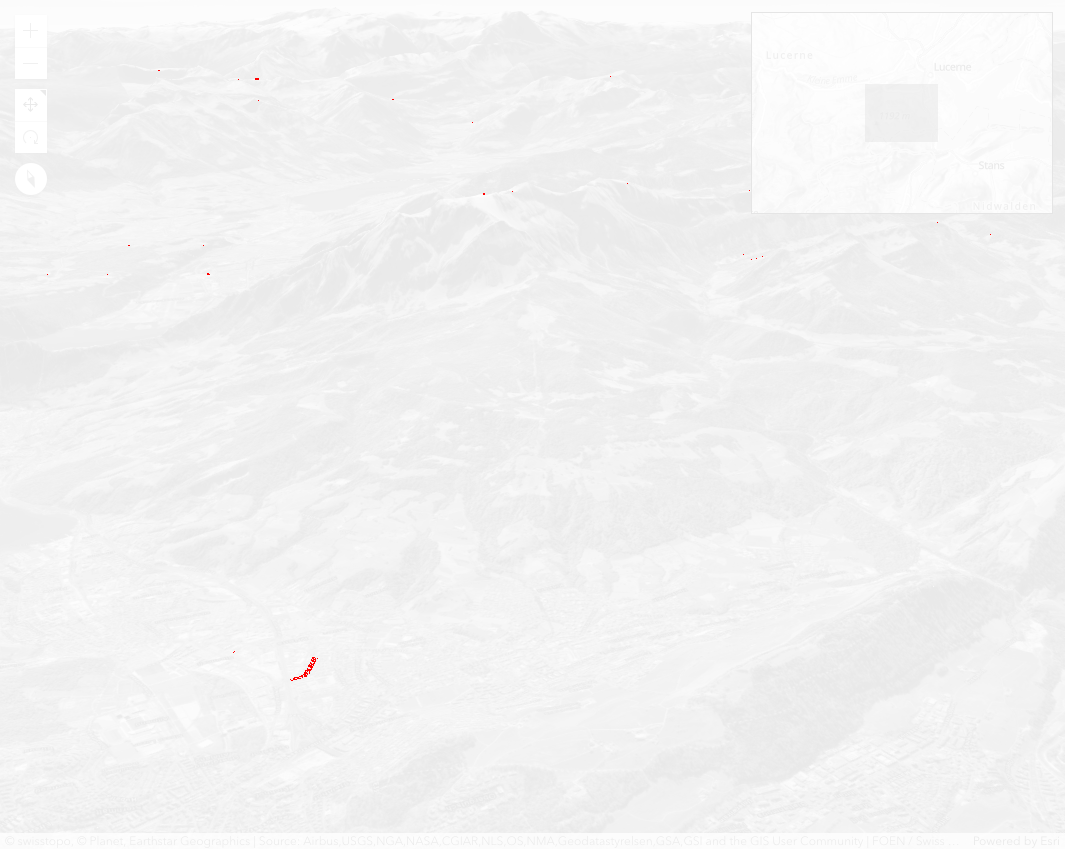 Lucerne
Lucerne
Stans
Nidwalden
© swisstopo, © Planet, Earthstar Geographics | Source: Airbus,USGS,NGA,NASA,CGIAR,NLS,OS,NMA,Geodatastyrelsen,GSA,GSI and the GIS User Community | FOEN / Swiss
Powered by Esri